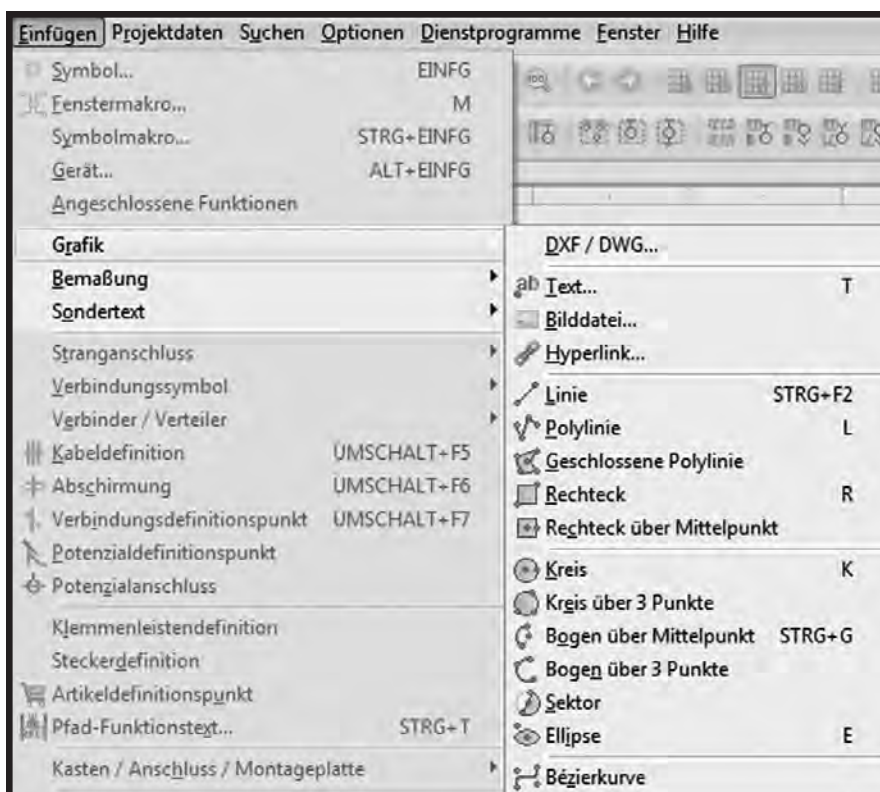 Einfügen Projektdaten Suchen Optionen Dienstprogramme Fenster Hilfe
Symbol... EINFG
Fenstermakro... M
Symbolmakro... STRG+EINFG
Gerät... ALT+EINFG
Angeschlossene Funktionen
Grafik
Bemaßung
Sondertext
Stranganschluss
Verbindungssymbol
Verbinder / Verteiler
Kabeldefinition UMSCHALT+F5
Abschirmung UMSCHALT+F6
Verbindungsdefinitionspunkt UMSCHALT+F7
Potenzialdefinitionspunkt
Potenzialanschluss
Klemmenleistendefinition
Steckerdefinition
Artikeldefinitionspunkt
Pfad-Funktionstext... STRG+T
Kasten / Anschluss / Montageplatte
DXF / DWG...
ab Text... T
Bilddatei...
Hyperlink...
Linie STRG+F2
Polylinie L
Geschlossene Polylinie
Rechteck R
Rechteck über Mittelpunkt
Kreis K
Kreis über 3 Punkte
Bogen über Mittelpunkt STRG+G
Bogen über 3 Punkte
Sektor
Ellipse E
Bézierkurve